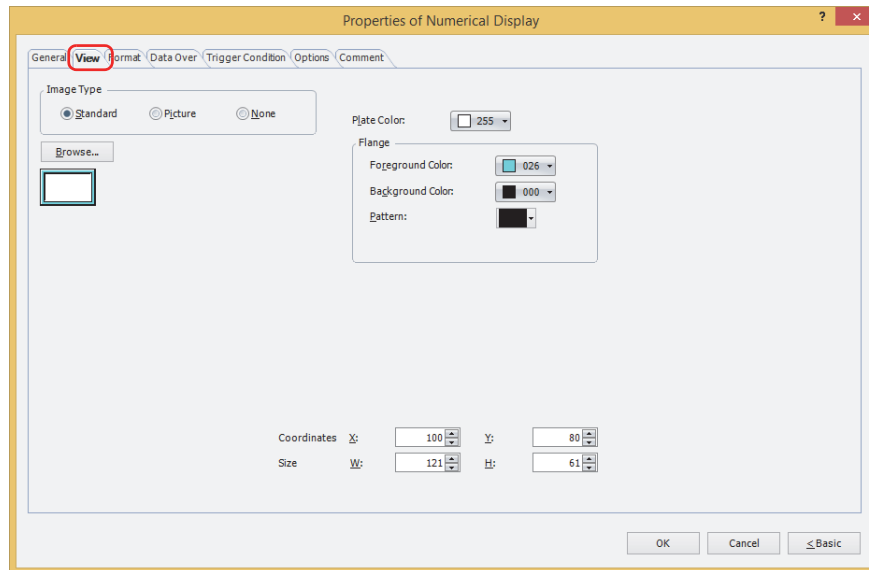 Properties of Numerical Display
? ×
General View Format Data Over Trigger Condition Options Comment
Image Type
Standard Picture None
Plate Color: 255
Browse...
Flange
Foreground Color: 026
Background Color: 000
Pattern:
Coordinates X: 100 Y: 80
Size W: 121 H: 61
OK Cancel < Basic